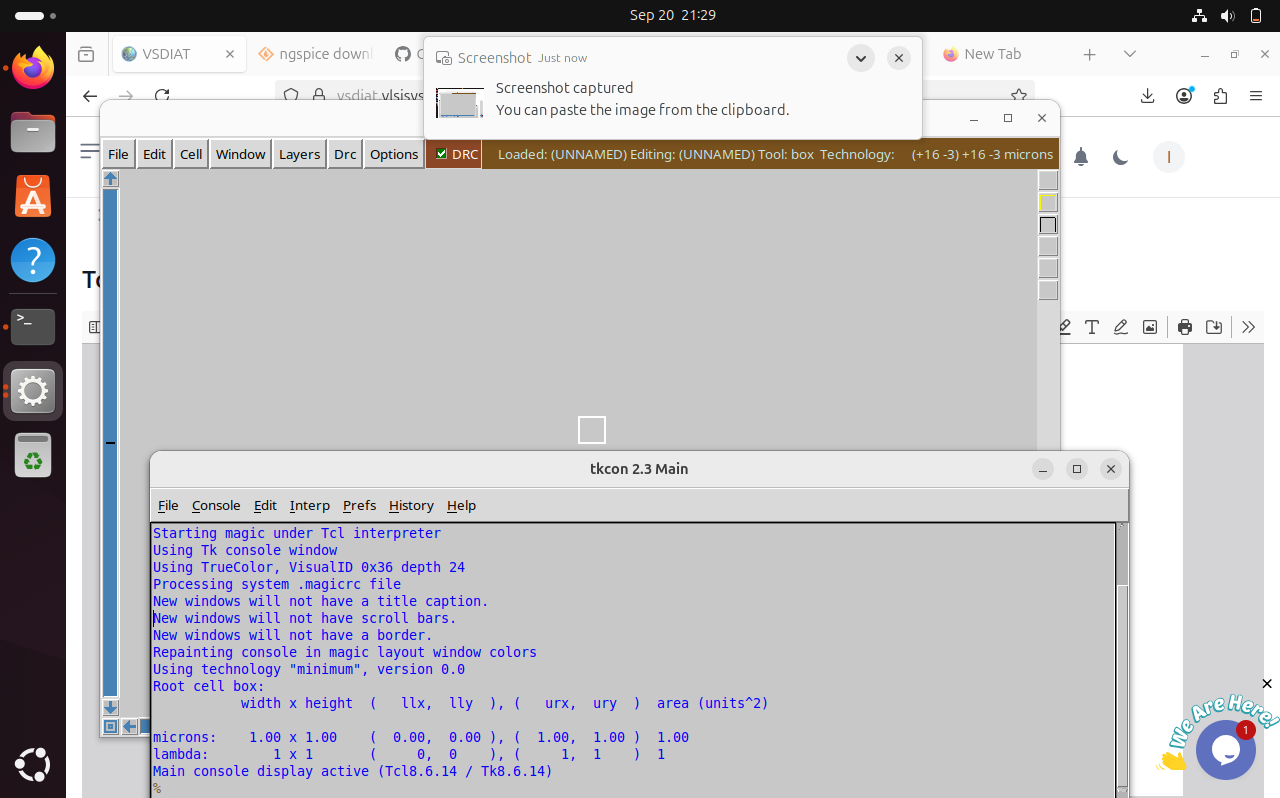 Sep 20 21:29
VSDIAT
ngspice down
New Tab
Screenshot Just now
Screenshot captured
You can paste the image from the clipboard.
File Edit Cell Window Layers Drc Options DRC Loaded: (UNNAMED) Editing: (UNNAMED) Tool: box Technology: (+16 -3) +16 -3 microns
I
tkcon 2.3 Main
File Console Edit Interp Prefs History Help
Starting magic under Tcl interpreter
Using Tk console window
Using TrueColor, VisualID 0x36 depth 24
Processing system .magicrc file
New windows will not have a title caption.
New windows will not have scroll bars.
New windows will not have a border.
Repainting console in magic layout window colors
Using technology "minimum", version 0.0
Root cell box:
width x height ( llx, lly ), ( urx, ury ) area (units^2)
microns: 1.00 x 1.00 ( 0.00, 0.00 ), ( 1.00, 1.00 ) 1.00
lambda: 1 x 1 ( 0, 0 ), ( 1, 1 ) 1
Main console display active (Tcl8.6.14 / Tk8.6.14)
%
We Are Here!
1